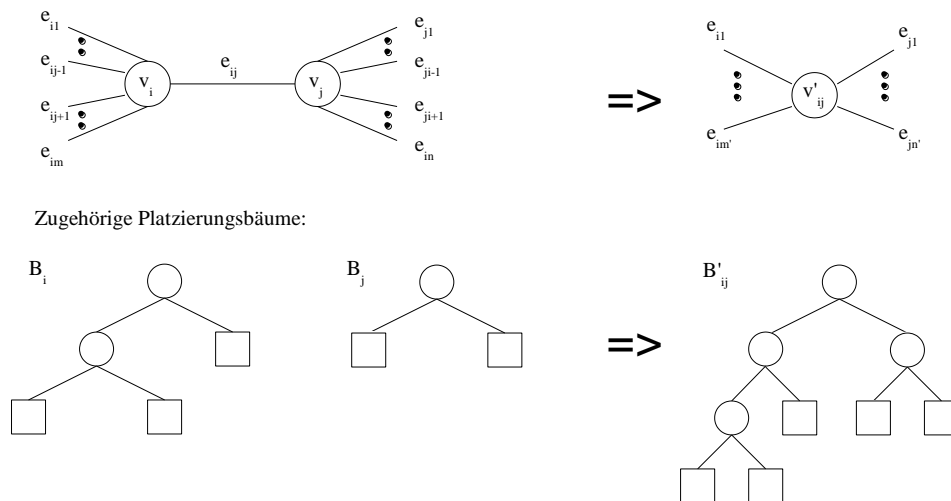 e_i1
e_ij-1
e_ij+1
e_im
v_i
e_ij
v_j
e_j1
e_ji-1
e_ji+1
e_in
=>
e_i1
e_im'
v'_ij
e_j1
e_jn'
Zugehörige Platzierungsbäume:
B_i
B_j
=>
B'_ij